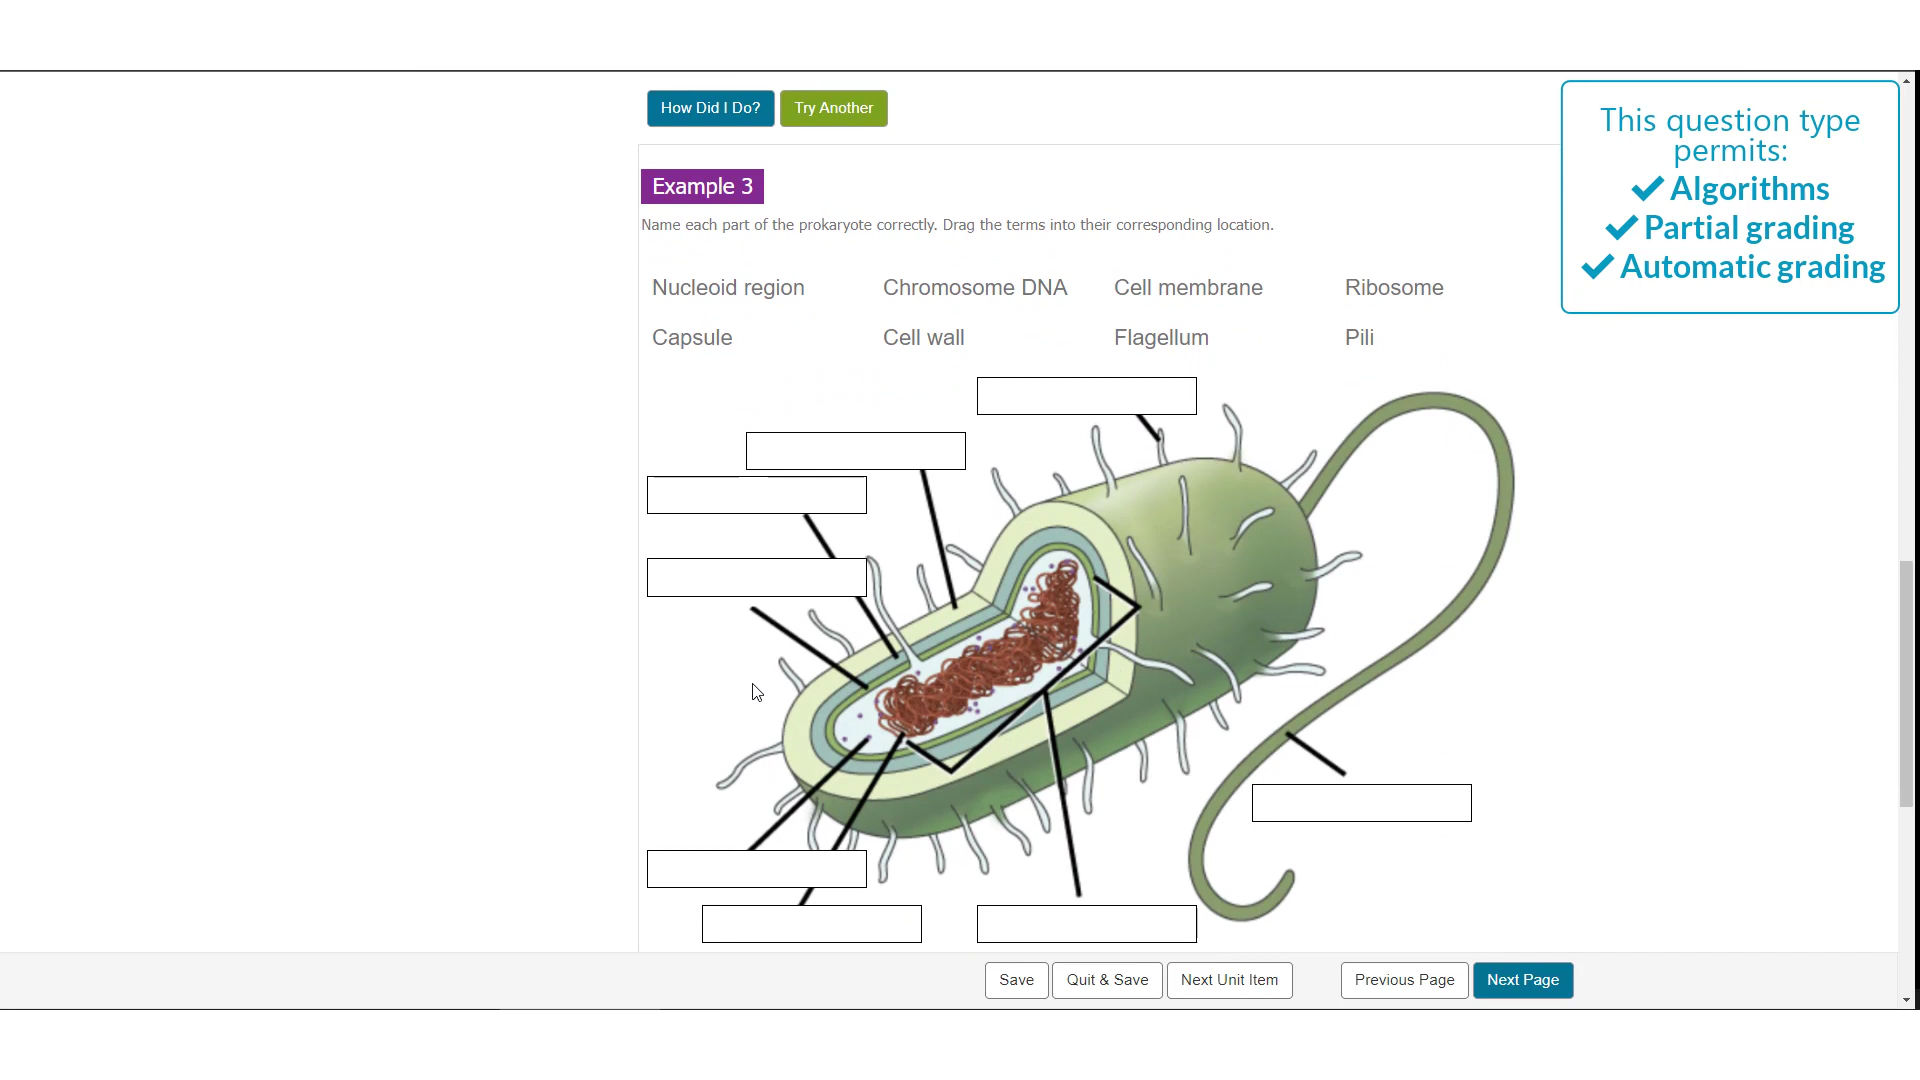 How Did I Do?
Try Another
This question type
permits:
Algorithms
Partial grading
Automatic grading
Example 3
Name each part of the prokaryote correctly. Drag the terms into their corresponding location.
Nucleoid region
Chromosome DNA
Cell membrane
Ribosome
Capsule
Cell wall
Flagellum
Pili
Save
Quit & Save
Next Unit Item
Previous Page
Next Page